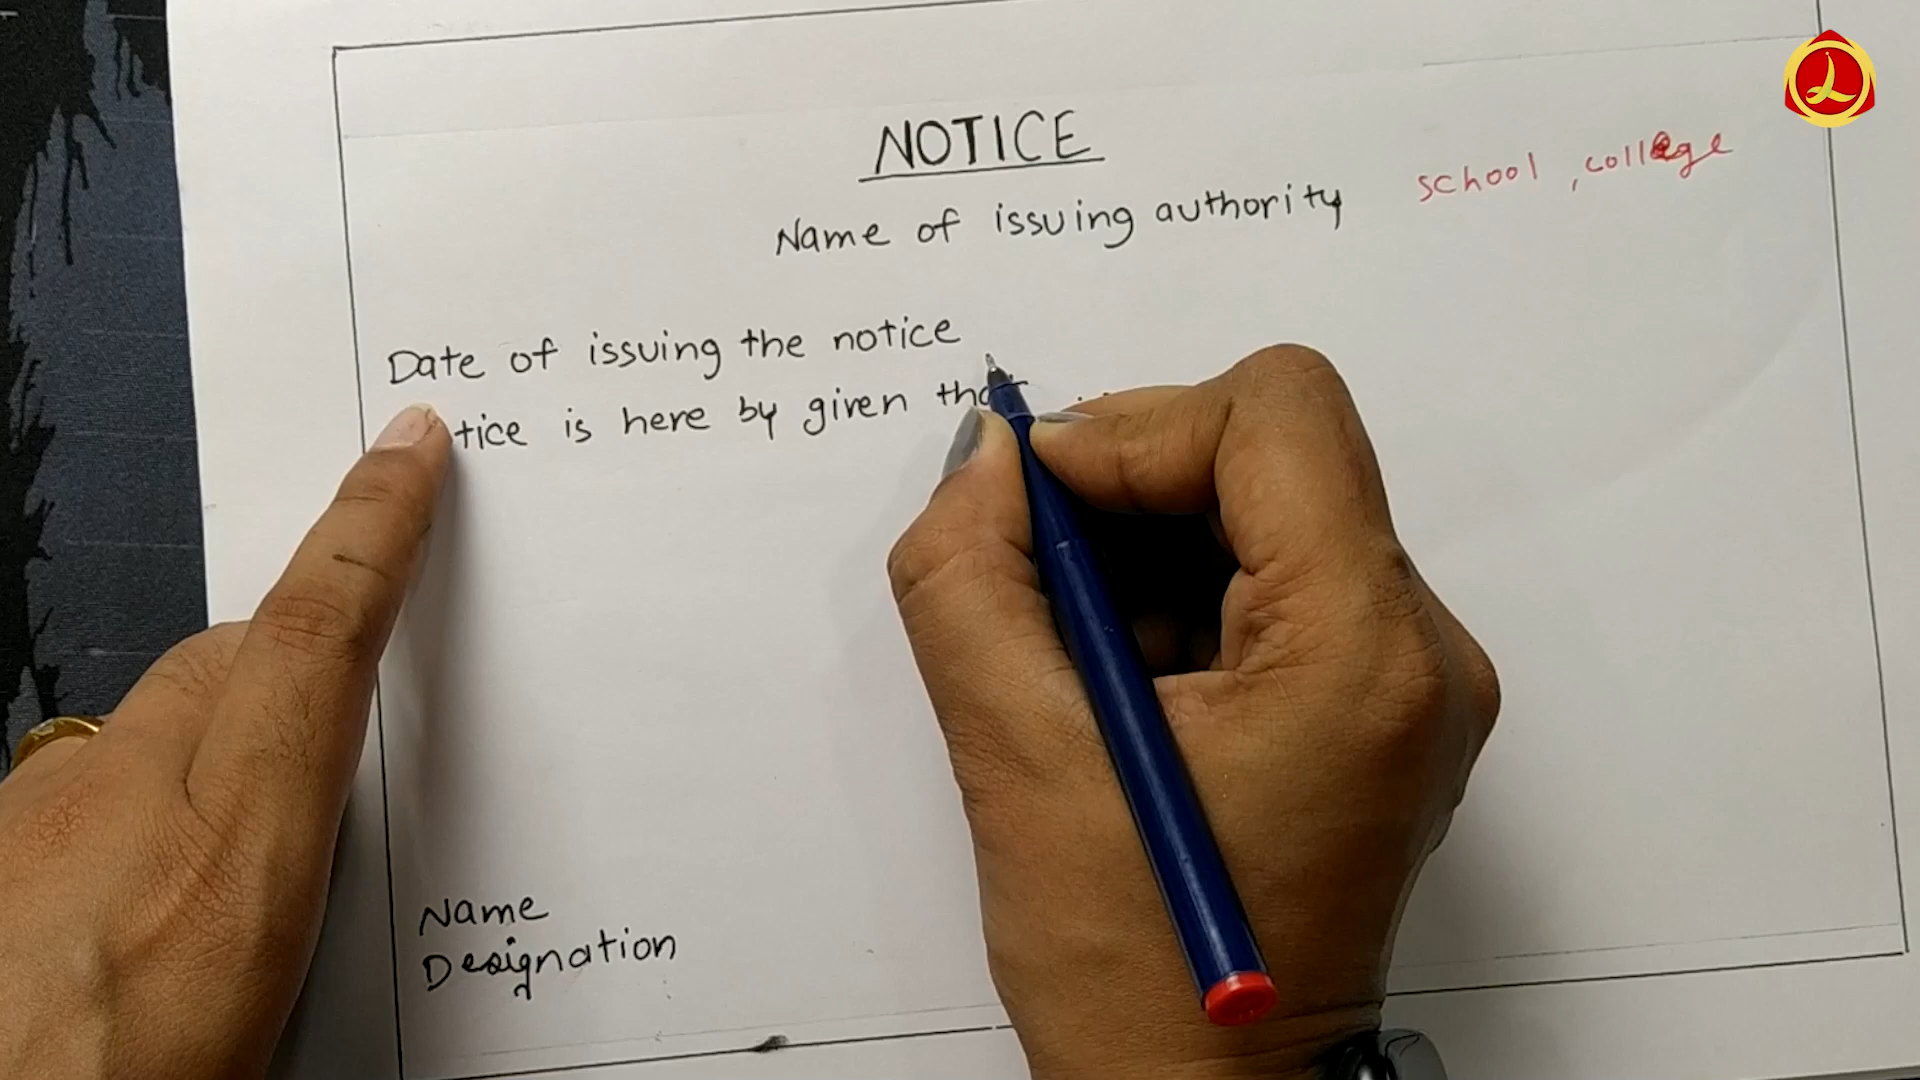 NOTICE
Name of issuing authority school, college
Date of issuing the notice
tice is here by given that
Name
Designation